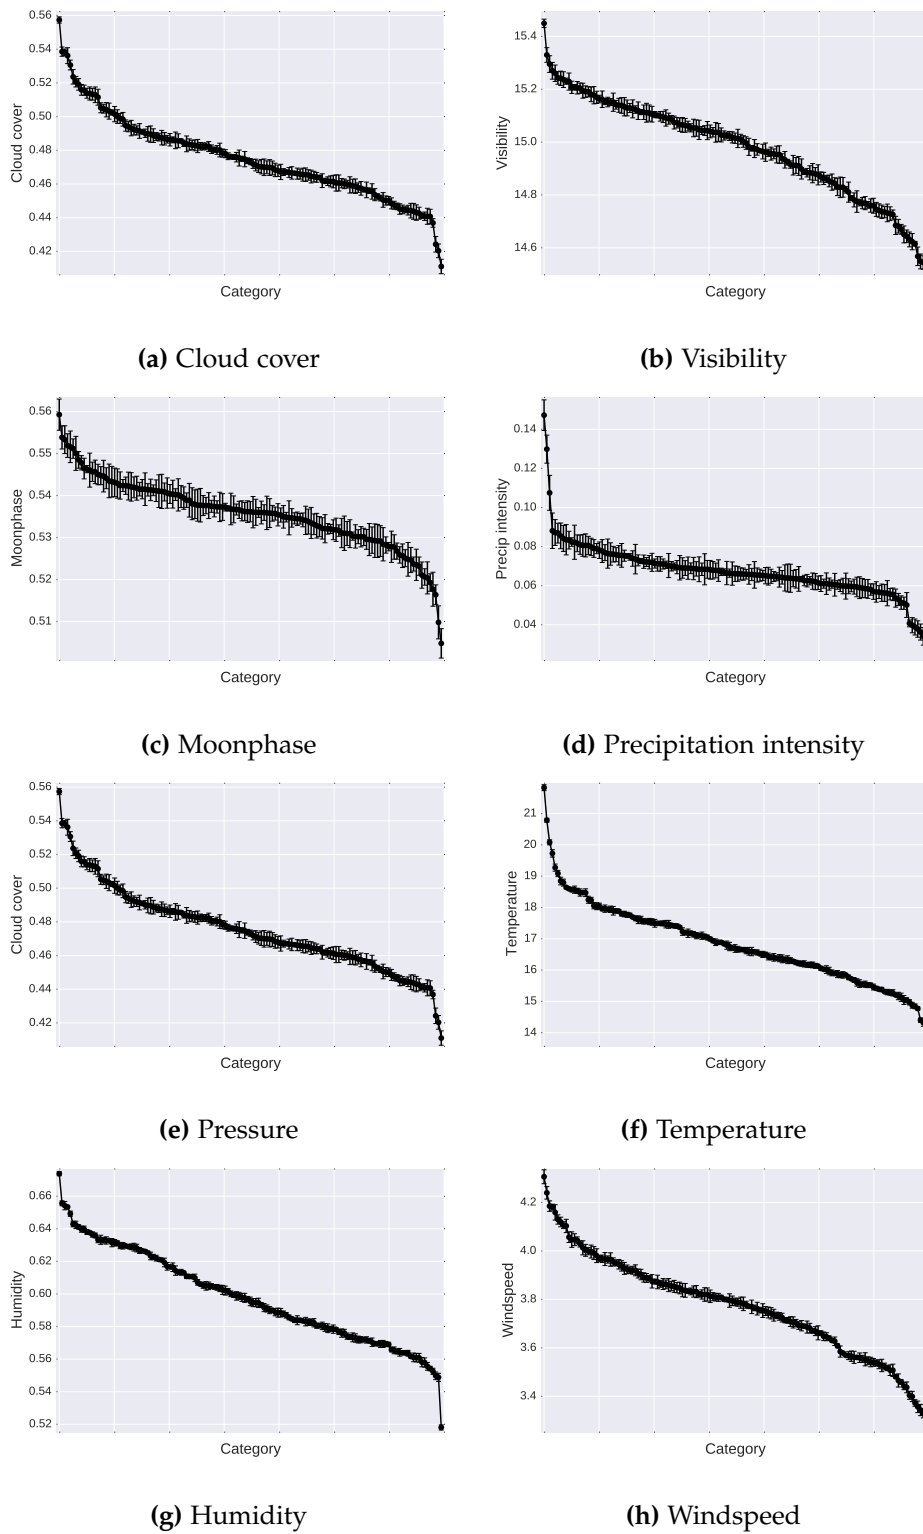 0.56
0.54
0.52
0.50
0.48
0.46
0.44
0.42
Cloud cover
Category
(a) Cloud cover
15.4
15.2
15.0
14.8
14.6
Visibility
Category
(b) Visibility
0.56
0.55
0.54
0.53
0.52
0.51
Moonphase
Category
(c) Moonphase
0.14
0.12
0.10
0.08
0.06
0.04
Precip intensity
Category
(d) Precipitation intensity
0.56
0.54
0.52
0.50
0.48
0.46
0.44
0.42
Cloud cover
Category
(e) Pressure
21
20
19
18
17
16
15
14
Temperature
Category
(f) Temperature
0.66
0.64
0.62
0.60
0.58
0.56
0.54
0.52
Humidity
Category
(g) Humidity
4.2
4.0
3.8
3.6
3.4
Windspeed
Category
(h) Windspeed